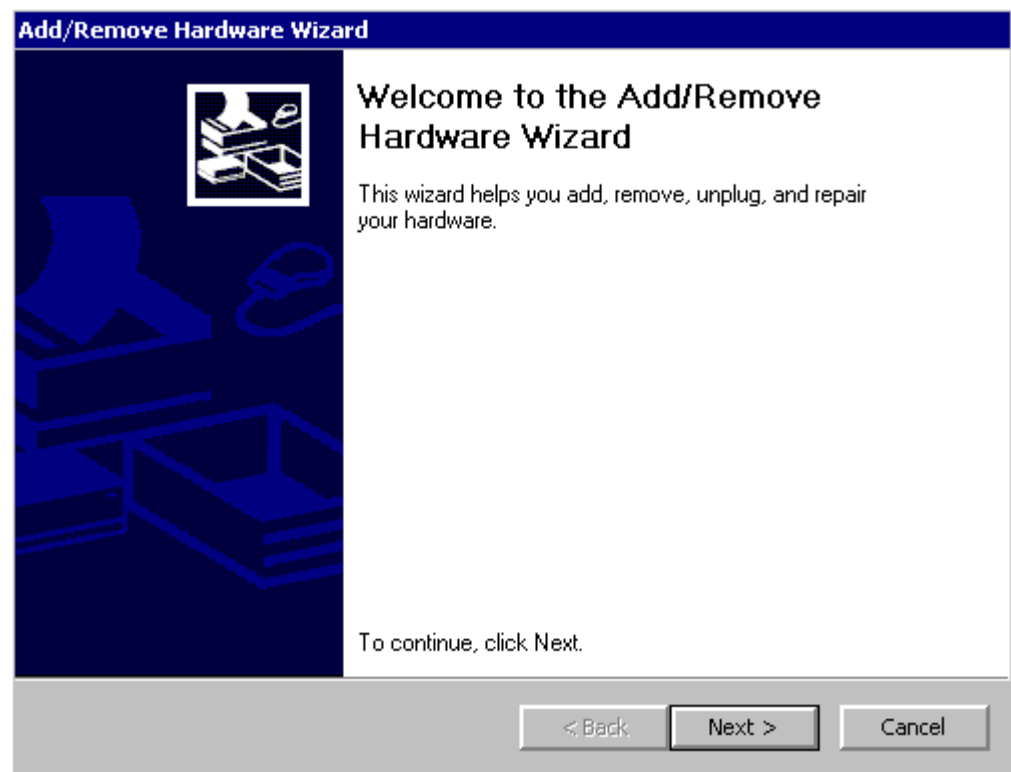 Add/Remove Hardware Wizard
Welcome to the Add/Remove
Hardware Wizard
This wizard helps you add, remove, unplug, and repair
your hardware.
To continue, click Next.
< Back
Next >
Cancel